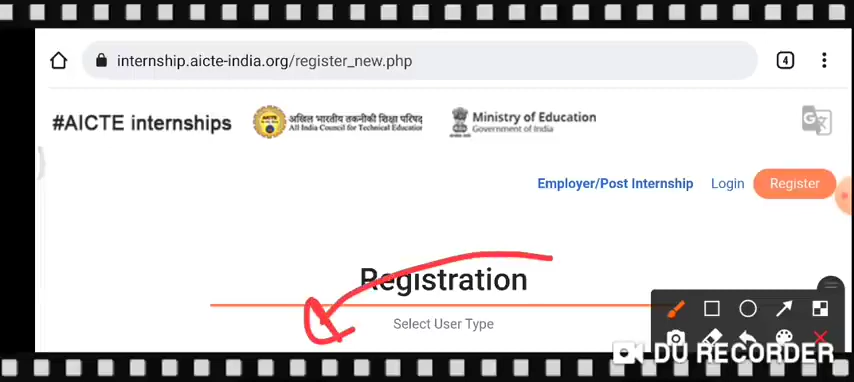 internship.aicte-india.org/register_new.php
4
#AICTE internships
अखिल भारतीय तकनीकी शिक्षा परिषद्
All India Council for Technical Education
Ministry of Education
Government of India
Employer/Post Internship Login Register
Registration
Select User Type
DU RECORDER